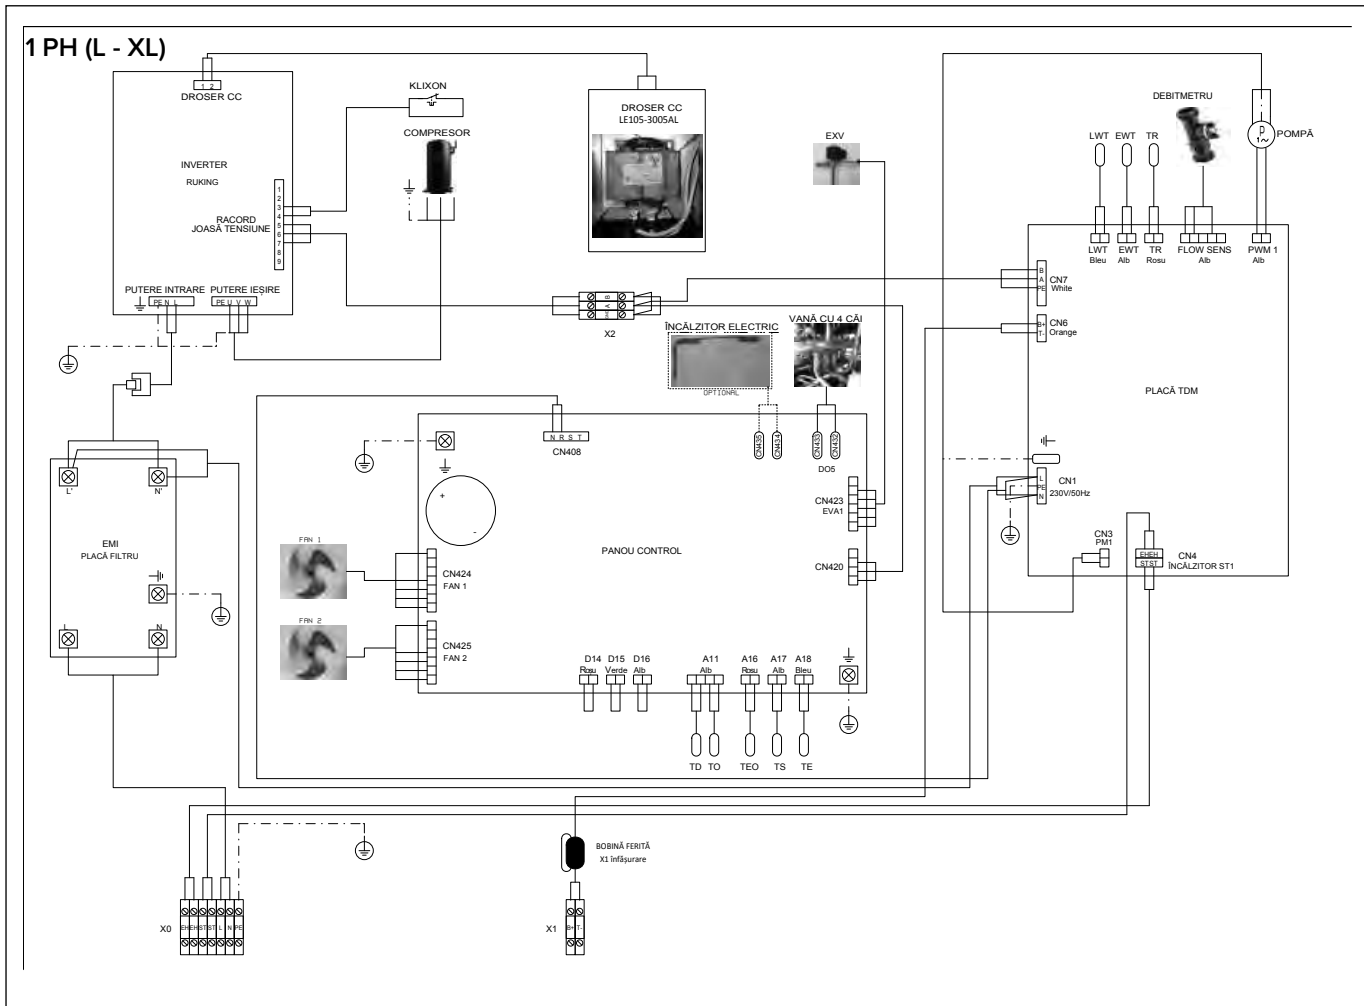 1 PH (L - XL)
1 2
DROSER CC
INVERTER
RUKING
RACORD
JOASĂ TENSIUNE
1
2
3
4
5
6
7
8
9
PUTERE INTRARE
PE N L
PUTERE IEȘIRE
PE U V W
KLIXON
COMPRESOR
DROSER CC
LE105-3005AL
EXV
DEBITMETRU
POMPĂ
P
1~
LWT EWT TR
LWT
Bleu
EWT
Alb
TR
Rosu
FLOW SENS
Alb
PWM 1
Alb
B
A
PE
CN7
White
B+
T-
CN6
Orange
PLACĂ TDM
X2
B
A
ÎNCĂLZITOR ELECTRIC
OPTIONAL
VANĂ CU 4 CĂI
CN435
CN434
CN433
CN432
DO5
N R S T
CN408
L'
N'
EMI
PLACĂ FILTRU
L
N
+
-
FAN 1
FAN 2
CN424
FAN 1
CN425
FAN 2
PANOU CONTROL
CN423
EVA1
CN420
L
PE
N
CN1
230V/50Hz
CN3
PM1
EHEH
STST
CN4
ÎNCĂLZITOR ST1
D14
Rosu
D15
Verde
D16
Alb
A11
Alb
A16
Rosu
A17
Alb
A18
Bleu
TD TO TEO TS TE
BOBINĂ FERITĂ
X1 înfășurare
X0
EH EH ST ST L N PE
X1
B+ T-